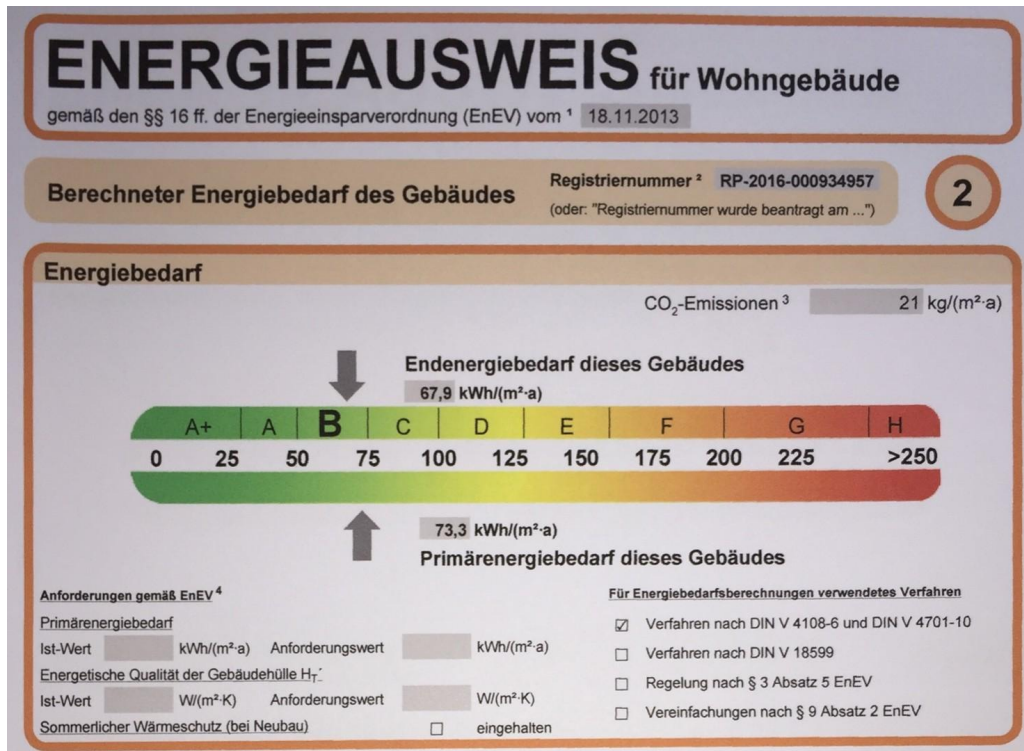 ENERGIEAUSWEIS für Wohngebäude
gemäß den §§ 16 ff. der Energieeinsparverordnung (EnEV) vom ¹ 18.11.2013
Berechneter Energiebedarf des Gebäudes
Registriernummer ² RP-2016-000934957
(oder: "Registriernummer wurde beantragt am ...")
2
Energiebedarf
CO₂-Emissionen ³ 21 kg/(m²·a)
Endenergiebedarf dieses Gebäudes
67,9 kWh/(m²·a)
A+ A B C D E F G H
0 25 50 75 100 125 150 175 200 225 >250
73,3 kWh/(m²·a)
Primärenergiebedarf dieses Gebäudes
Anforderungen gemäß EnEV ⁴
Primärenergiebedarf
Ist-Wert kWh/(m²·a) Anforderungswert kWh/(m²·a)
Energetische Qualität der Gebäudehülle H_T'
Ist-Wert W/(m²·K) Anforderungswert W/(m²·K)
Sommerlicher Wärmeschutz (bei Neubau) ☐ eingehalten
Für Energiebedarfsberechnungen verwendetes Verfahren
☑ Verfahren nach DIN V 4108-6 und DIN V 4701-10
☐ Verfahren nach DIN V 18599
☐ Regelung nach § 3 Absatz 5 EnEV
☐ Vereinfachungen nach § 9 Absatz 2 EnEV